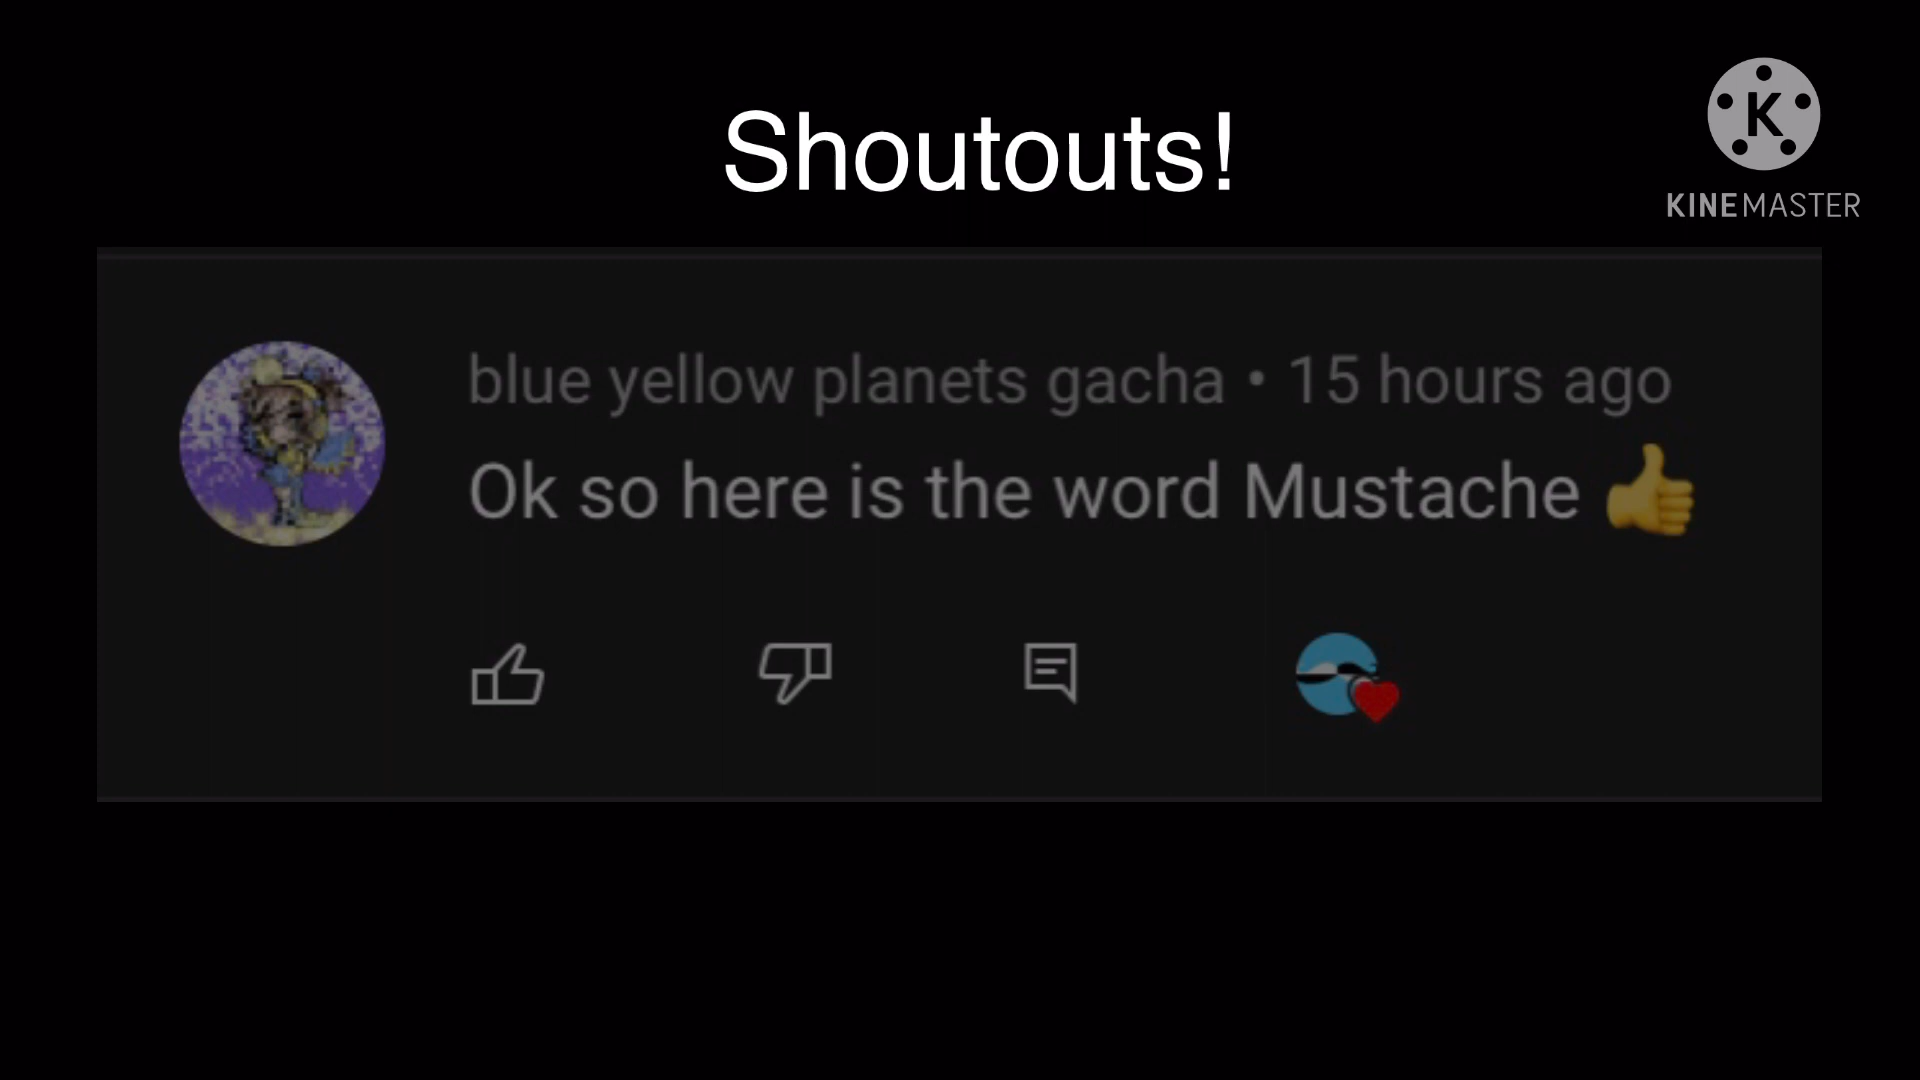 Shoutouts!
K
KINEMASTER
blue yellow planets gacha • 15 hours ago
Ok so here is the word Mustache 👍